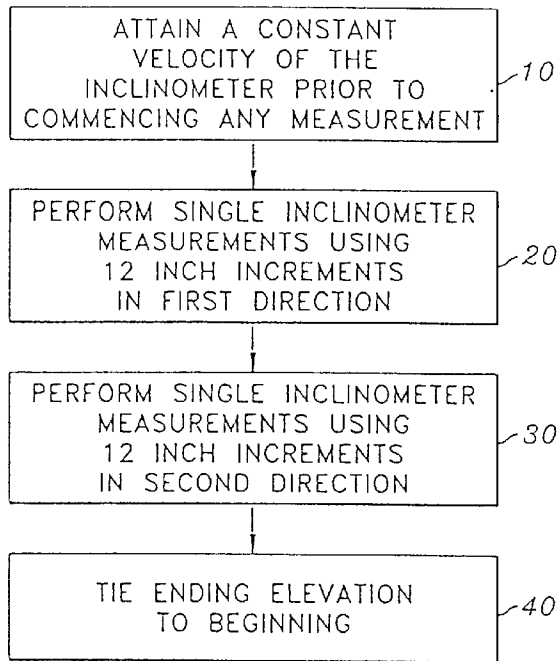 ATTAIN A CONSTANT
VELOCITY OF THE
INCLINOMETER PRIOR TO
COMMENCING ANY MEASUREMENT
10
PERFORM SINGLE INCLINOMETER
MEASUREMENTS USING
12 INCH INCREMENTS
IN FIRST DIRECTION
20
PERFORM SINGLE INCLINOMETER
MEASUREMENTS USING
12 INCH INCREMENTS
IN SECOND DIRECTION
30
TIE ENDING ELEVATION
TO BEGINNING
40